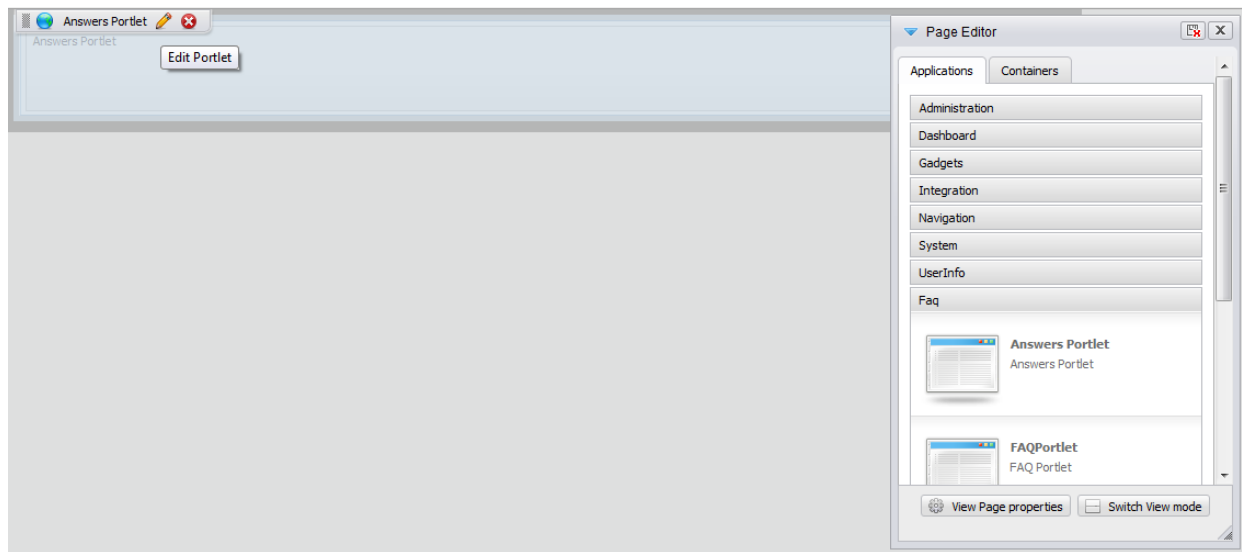 Answers Portlet
Answers Portlet
Edit Portlet
Page Editor
X
Applications Containers
Administration
Dashboard
Gadgets
Integration
Navigation
System
UserInfo
Faq
Answers Portlet
Answers Portlet
FAQPortlet
FAQ Portlet
View Page properties Switch View mode